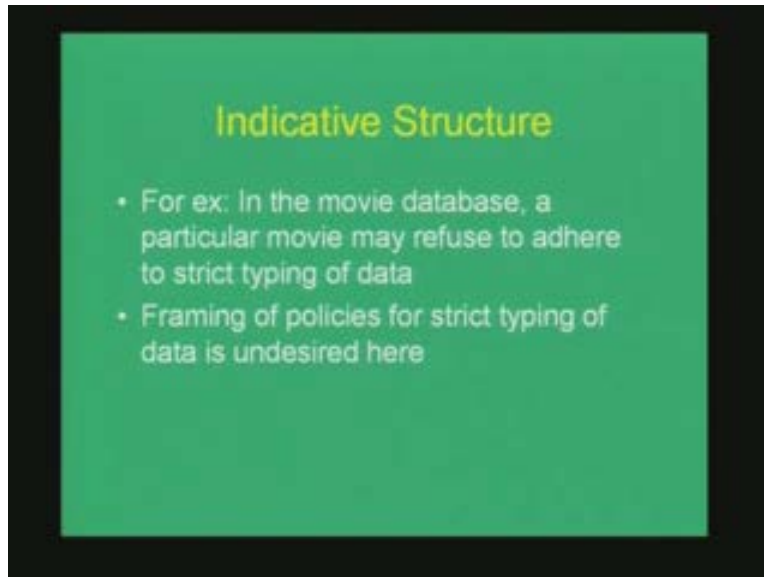 Indicative Structure
• For ex: In the movie database, a
particular movie may refuse to adhere
to strict typing of data
• Framing of policies for strict typing of
data is undesired here